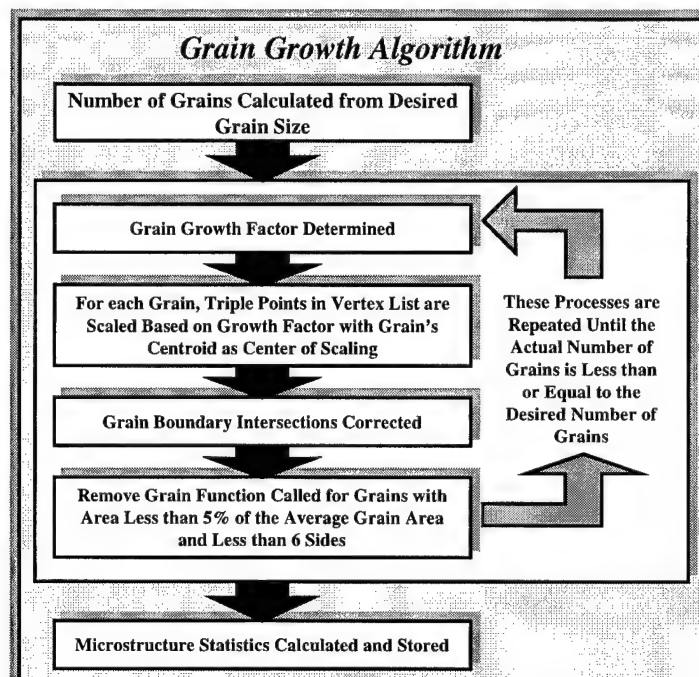 Grain Growth Algorithm
Number of Grains Calculated from Desired
Grain Size
Grain Growth Factor Determined
For each Grain, Triple Points in Vertex List are
Scaled Based on Growth Factor with Grain's
Centroid as Center of Scaling
Grain Boundary Intersections Corrected
Remove Grain Function Called for Grains with
Area Less than 5% of the Average Grain Area
and Less than 6 Sides
These Processes are
Repeated Until the
Actual Number of
Grains is Less than
or Equal to the
Desired Number of
Grains
Microstructure Statistics Calculated and Stored